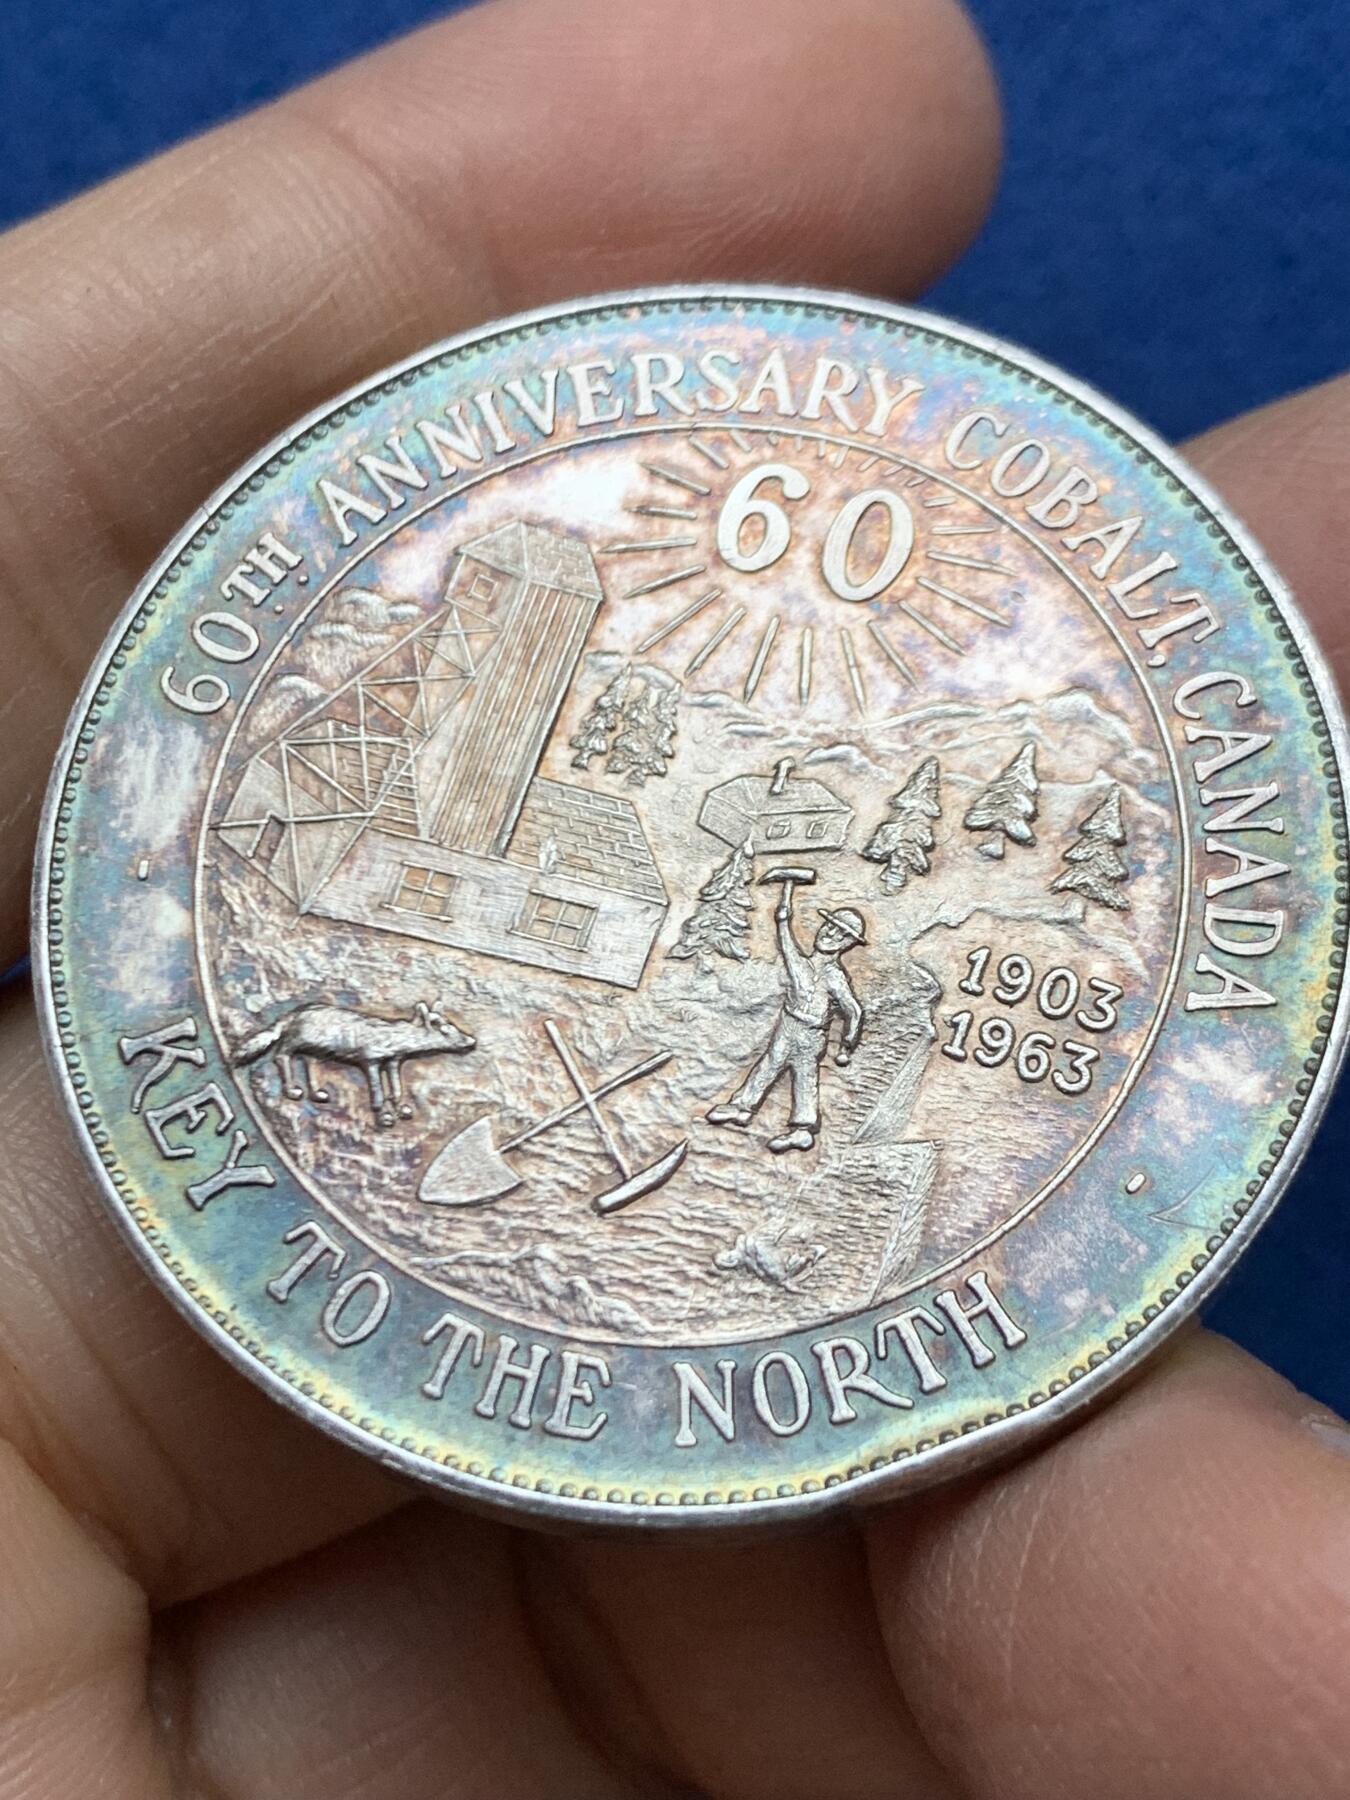 60TH ANNIVERSARY COBALT, CANADA
60
1903
1963
KEY TO THE NORTH